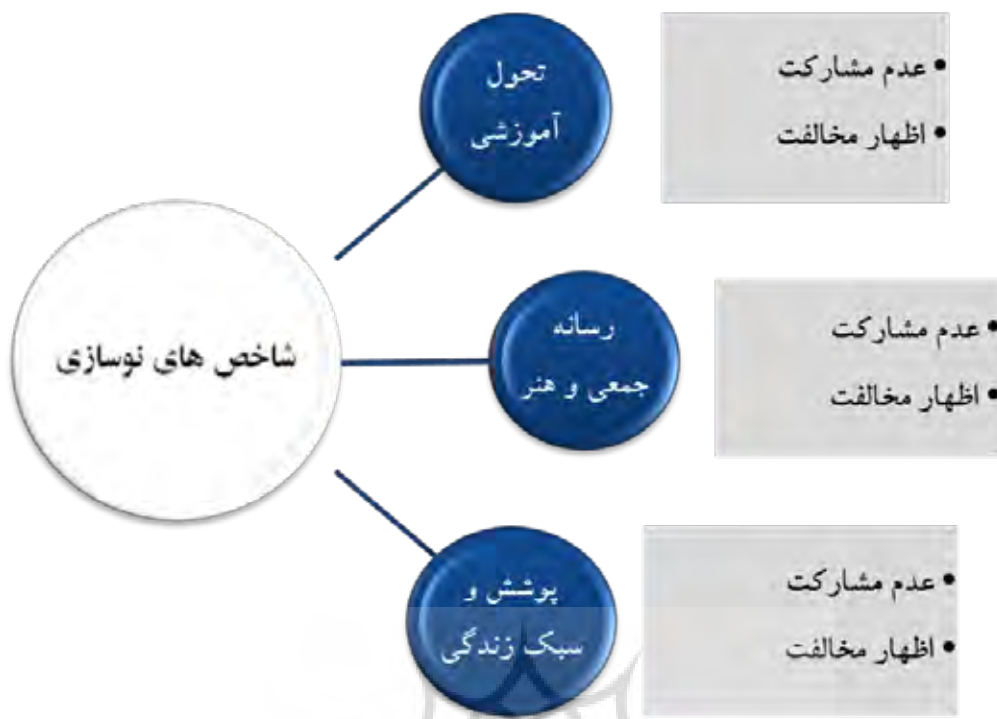 شاخص های نوسازی
تحول
آموزشی
• عدم مشارکت
• اظهار مخالفت
رسانه
جمعی و هنر
• عدم مشارکت
• اظهار مخالفت
پوشش و
سبک زندگی
• عدم مشارکت
• اظهار مخالفت